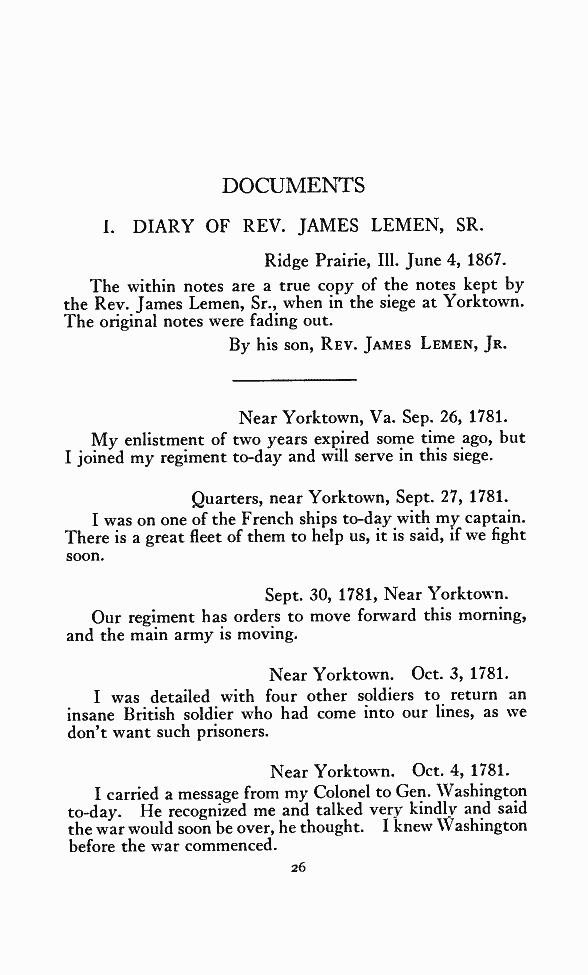 DOCUMENTS
I. DIARY OF REV. JAMES LEMEN, SR.
Ridge Prairie, Ill. June 4, 1867.
The within notes are a true copy of the notes kept by
the Rev. James Lemen, Sr., when in the siege at Yorktown.
The original notes were fading out.
By his son, REV. JAMES LEMEN, JR.
Near Yorktown, Va. Sep. 26, 1781.
My enlistment of two years expired some time ago, but
I joined my regiment to-day and will serve in this siege.
Quarters, near Yorktown, Sept. 27, 1781.
I was on one of the French ships to-day with my captain.
There is a great fleet of them to help us, it is said, if we fight
soon.
Sept. 30, 1781, Near Yorktown.
Our regiment has orders to move forward this morning,
and the main army is moving.
Near Yorktown. Oct. 3, 1781.
I was detailed with four other soldiers to return an
insane British soldier who had come into our lines, as we
don't want such prisoners.
Near Yorktown. Oct. 4, 1781.
I carried a message from my Colonel to Gen. Washington
to-day. He recognized me and talked very kindly and said
the war would soon be over, he thought. I knew Washington
before the war commenced.
26